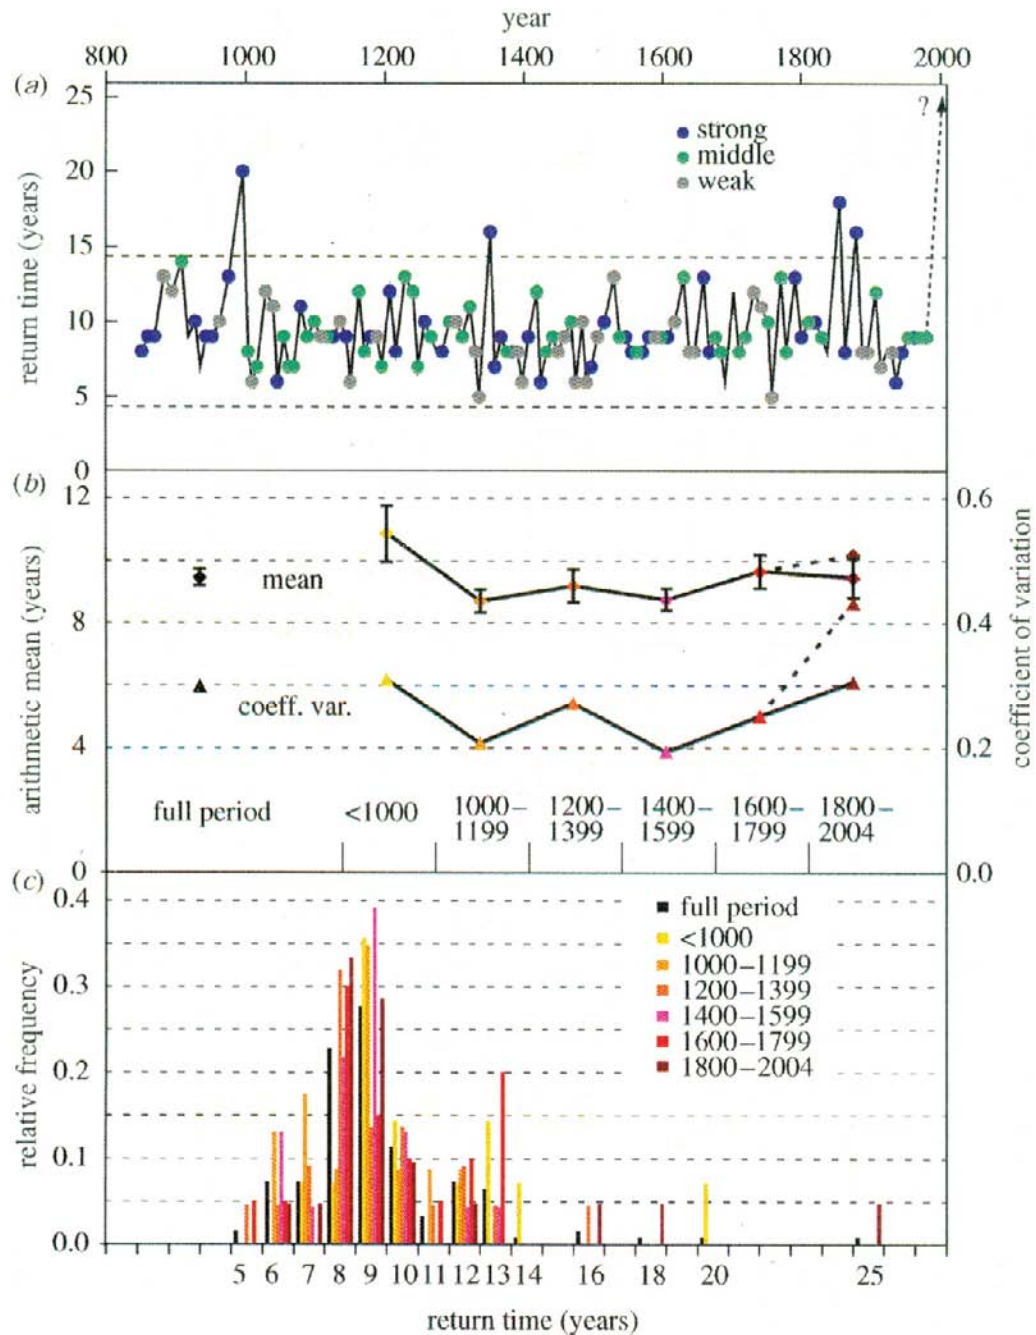 year
800 1000 1200 1400 1600 1800 2000
(a)
25
20
15
10
5
0
return time (years)
?
strong
middle
weak
(b)
12
8
4
0
arithmetic mean (years)
0.6
0.4
0.2
0.0
coefficient of variation
mean
coeff. var.
full period <1000 1000– 1200– 1400– 1600– 1800–
1199 1399 1599 1799 2004
(c)
0.4
0.3
0.2
0.1
0.0
relative frequency
full period
<1000
1000–1199
1200–1399
1400–1599
1600–1799
1800–2004
5 6 7 8 9 10 11 12 13 14 16 18 20 25
return time (years)